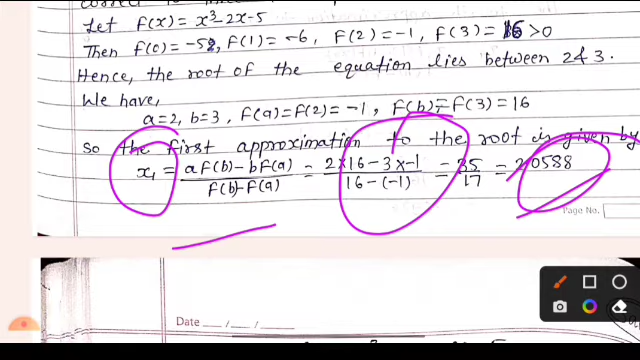 Let f(x) = x³-2x-5
Then f(0) = -5, f(1) = -6, f(2) = -1, f(3) = 16 >0
Hence, the root of the equation lies between 2 & 3.
We have,
a=2, b=3, f(a) = f(2) = -1, f(b) = f(3) = 16
So the first approximation to the root is given by
x₁ = af(b)-bf(a) / f(b)-f(a) = 2×16-3×-1 / 16-(-1) = 35/17 = 2.0588
Page No.
Date __/__/__